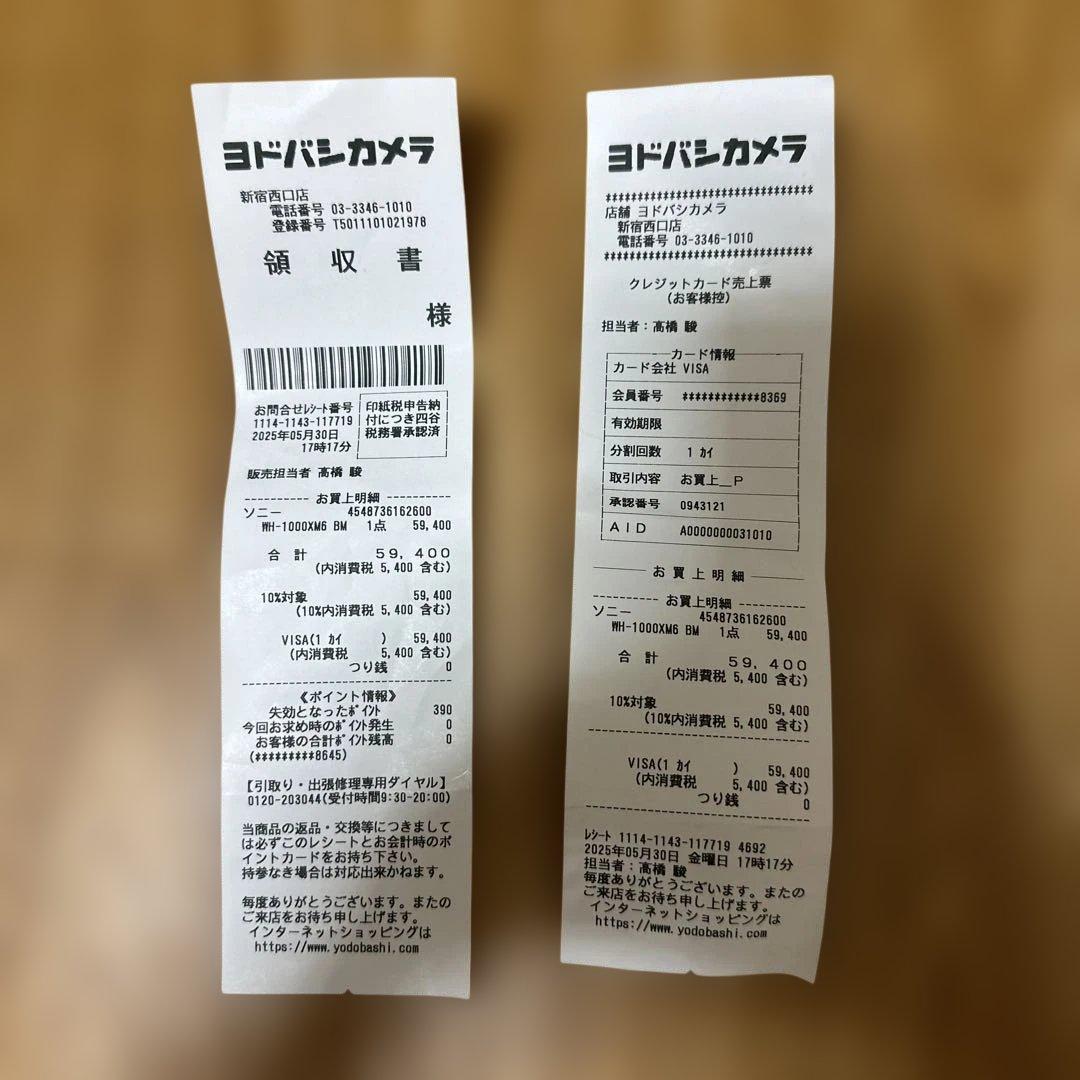 ヨドバシカメラ
新宿西口店
電話番号 03-3346-1010
登録番号 T5011101021978
領 収 書
様
お問合せレシート番号
1114-1143-117719
2025年05月30日
17時17分
印紙税申告納
付につき四谷
税務署承認済
販売担当者 高橋 駿
---------- お買上明細 ----------
ソニー 4548736162600
WH-1000XM6 BM 1点 59,400
合 計 59,400
(内消費税 5,400 含む)
10%対象 59,400
(10%内消費税 5,400 含む)
VISA(1 カイ ) 59,400
(内消費税 5,400 含む)
つり銭 0
--------------------------------
《ポイント情報》
失効となったポイント 390
今回お求め時のポイント発生 0
お客様の合計ポイント残高 0
(*********8645)
【引取り・出張修理専用ダイヤル】
0120-203044(受付時間9:30-20:00)
当商品の返品・交換等につきまして
は必ずこのレシートとお会計時のポ
イントカードをお持ち下さい。
持参なき場合は対応出来かねます。
毎度ありがとうございます。またの
ご来店をお待ち申し上げます。
インターネットショッピングは
https://www.yodobashi.com
ヨドバシカメラ
********************************
店舗 ヨドバシカメラ
新宿西口店
電話番号 03-3346-1010
********************************
クレジットカード売上票
(お客様控)
担当者：高橋 駿
カード情報
カード会社 VISA
会員番号 ************8369
有効期限
分割回数 1 カイ
取引内容 お買上＿P
承認番号 0943121
AID A0000000031010
お 買 上 明 細
---------- お買上明細 ----------
ソニー 4548736162600
WH-1000XM6 BM 1点 59,400
合 計 59,400
(内消費税 5,400 含む)
10%対象 59,400
(10%内消費税 5,400 含む)
--------------------------------
VISA(1 カイ ) 59,400
(内消費税 5,400 含む)
つり銭 0
--------------------------------
レシート 1114-1143-117719 4692
2025年05月30日 金曜日 17時17分
担当者：高橋 駿
毎度ありがとうございます。またの
ご来店をお待ち申し上げます。
インターネットショッピングは
https://www.yodobashi.com